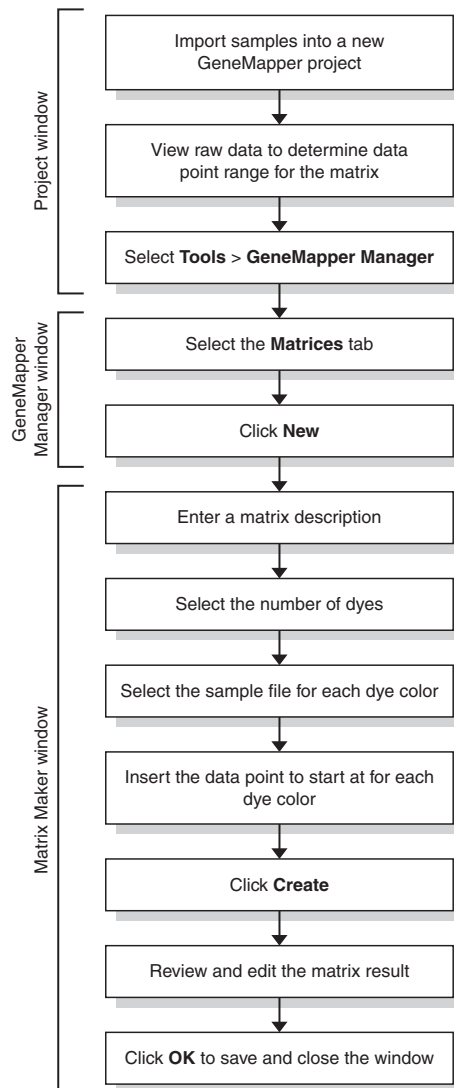 Project window
Import samples into a new
GeneMapper project
View raw data to determine data
point range for the matrix
Select Tools > GeneMapper Manager
GeneMapper
Manager window
Select the Matrices tab
Click New
Matrix Maker window
Enter a matrix description
Select the number of dyes
Select the sample file for each dye color
Insert the data point to start at for each
dye color
Click Create
Review and edit the matrix result
Click OK to save and close the window